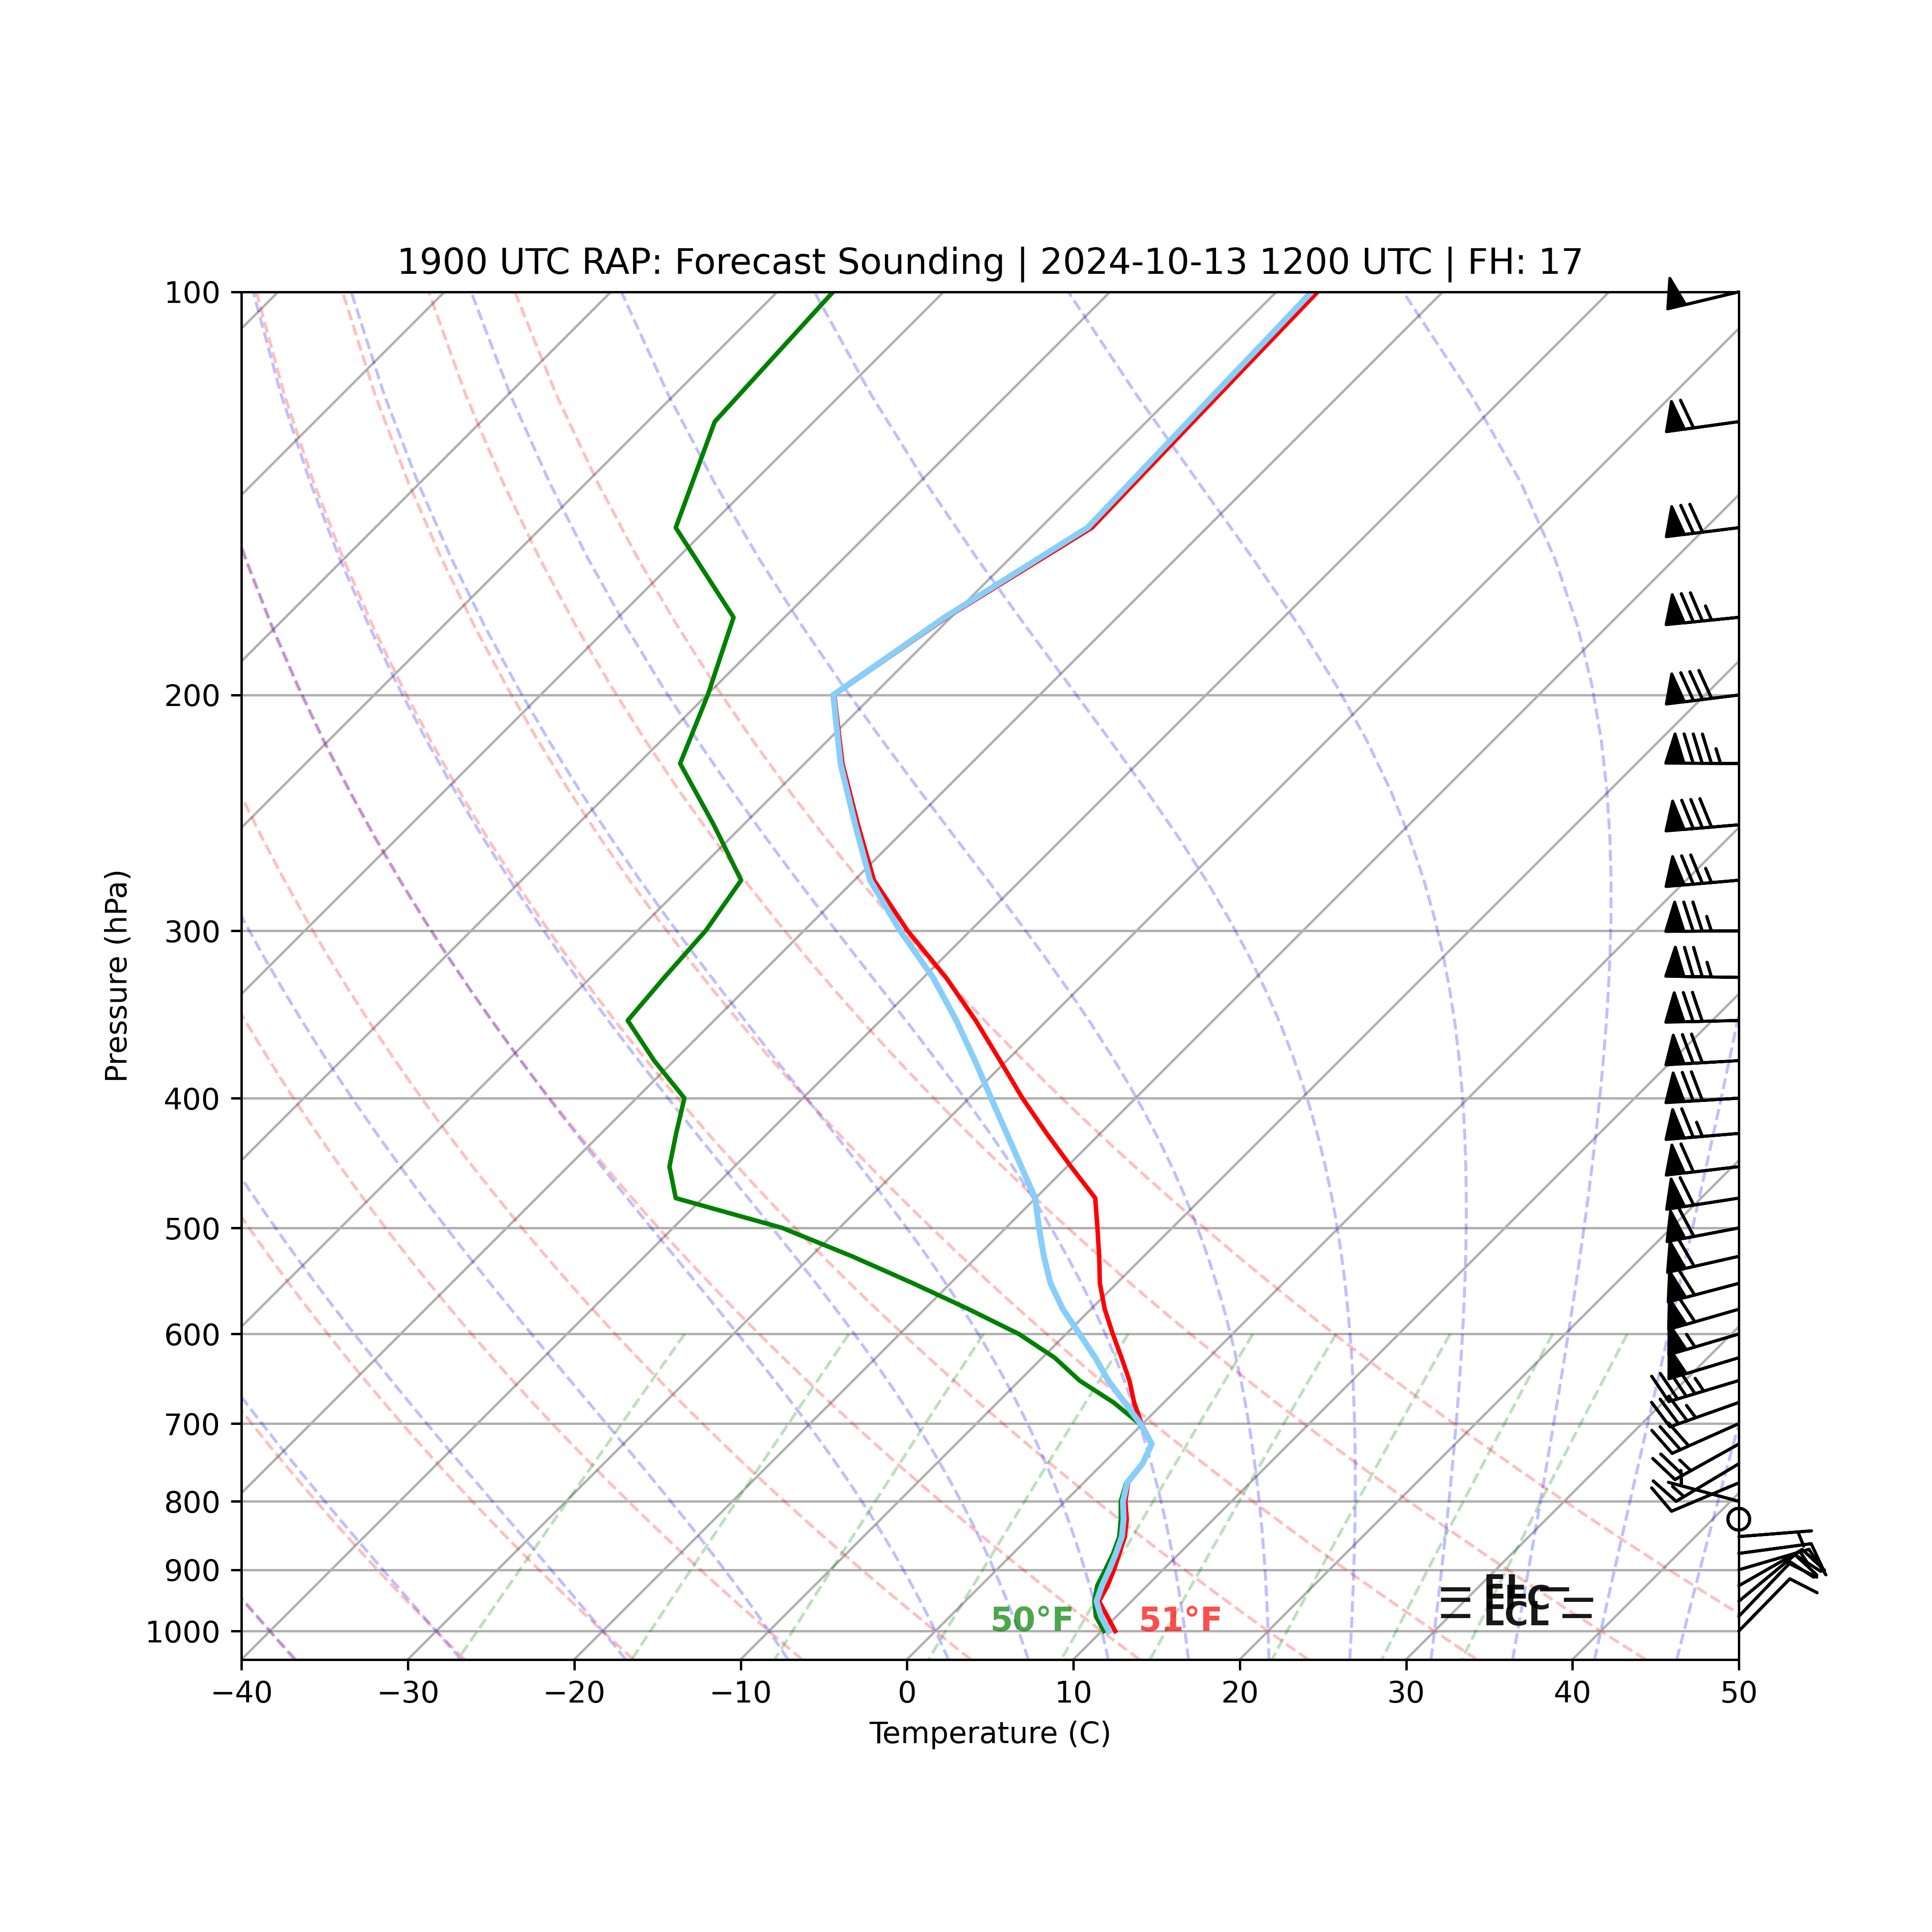 1900 UTC RAP: Forecast Sounding | 2024-10-13 1200 UTC | FH: 17
100
200
300
400
500
600
700
800
900
1000
Pressure (hPa)
50°F
51°F
EL
LFC
LCL
−40
−30
−20
−10
0
10
20
30
40
50
Temperature (C)